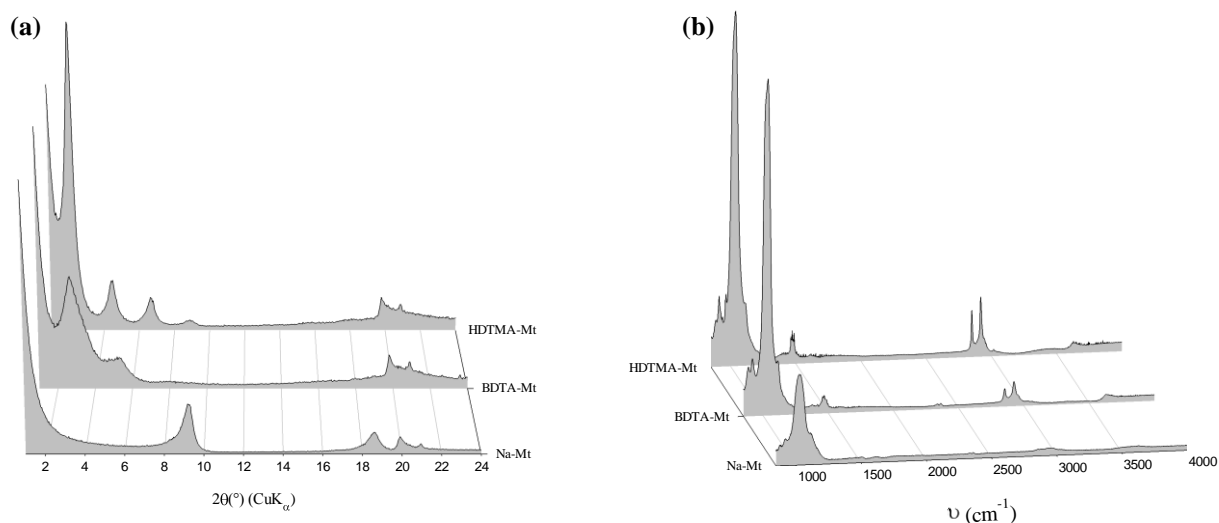 (a)
HDTMA-Mt
BDTA-Mt
Na-Mt
2 4 6 8 10 12 14 16 18 20 22 24
2θ(°) (CuKα)
(b)
HDTMA-Mt
BDTA-Mt
Na-Mt
1000 1500 2000 2500 3000 3500 4000
υ (cm-1)